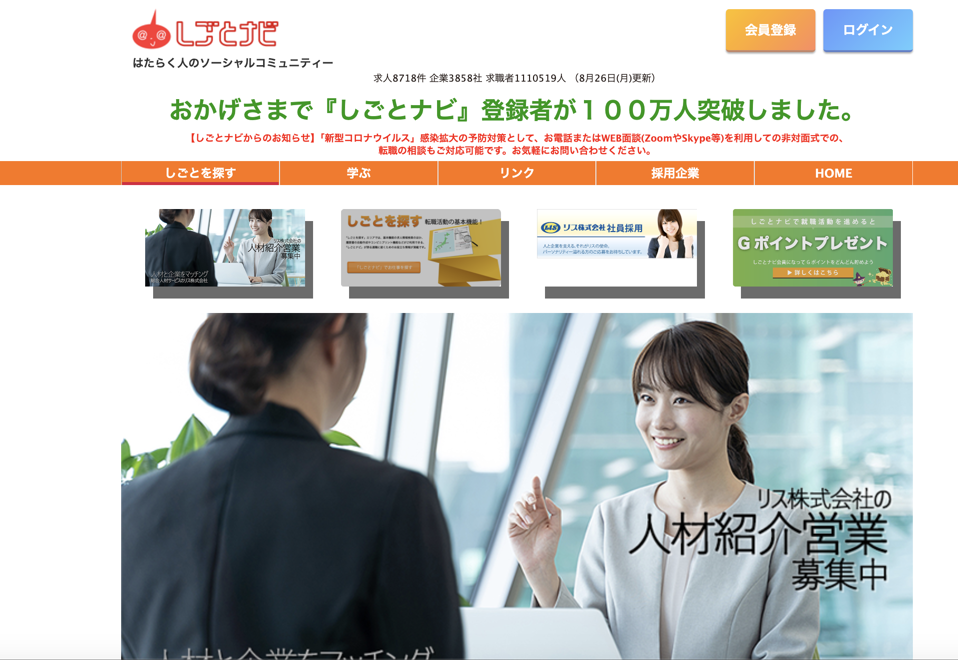 しごとナビ
会員登録
ログイン
はたらく人のソーシャルコミュニティー
求人8718件 企業3858社 求職者1110519人 （8月26日(月)更新）
おかげさまで『しごとナビ』登録者が１００万人突破しました。
【しごとナビからのお知らせ】「新型コロナウイルス」感染拡大の予防対策として、お電話またはWEB面談(ZoomやSkype等)を利用しての非対面式での、
転職の相談もご対応可能です。お気軽にお問い合わせください。
しごとを探す
学ぶ
リンク
採用企業
HOME
リス株式会社の
人材紹介営業
募集中
人材と企業をマッチング
しごとを探す 転職活動の基本機能！
リス株式会社 社員採用
しごとナビで就職活動を進めると
Gポイントプレゼント
▶詳しくはこちら
リス株式会社の
人材紹介営業
募集中
人材と企業をマッチング